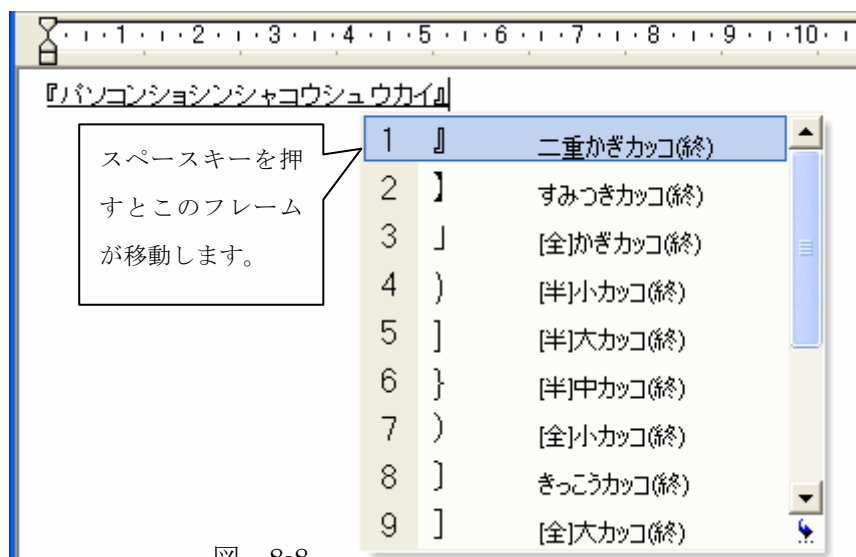 1 2 3 4 5 6 7 8 9 10
『パソコンショシンシャコウシュウカイ』
スペースキーを押
すとこのフレーム
が移動します。
1 』 二重かぎカッコ(終)
2 】 すみつきカッコ(終)
3 」 [全]かぎカッコ(終)
4 ) [半]小カッコ(終)
5 ] [半]大カッコ(終)
6 } [半]中カッコ(終)
7 ） [全]小カッコ(終)
8 〕 きっこうカッコ(終)
9 ］ [全]大カッコ(終)
図 8-8